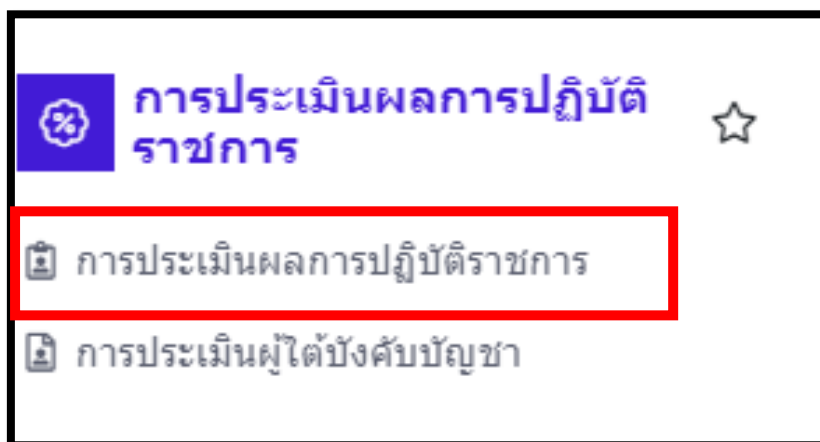 การประเมินผลการปฏิบัติ
ราชการ
การประเมินผลการปฏิบัติราชการ
การประเมินผู้ใต้บังคับบัญชา